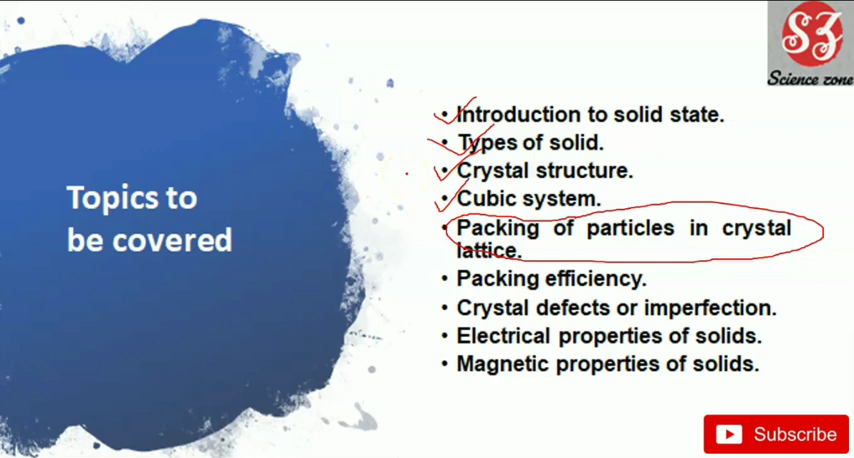 SZ
Science zone
Topics to
be covered
• Introduction to solid state.
• Types of solid.
• Crystal structure.
• Cubic system.
• Packing of particles in crystal
lattice.
• Packing efficiency.
• Crystal defects or imperfection.
• Electrical properties of solids.
• Magnetic properties of solids.
Subscribe